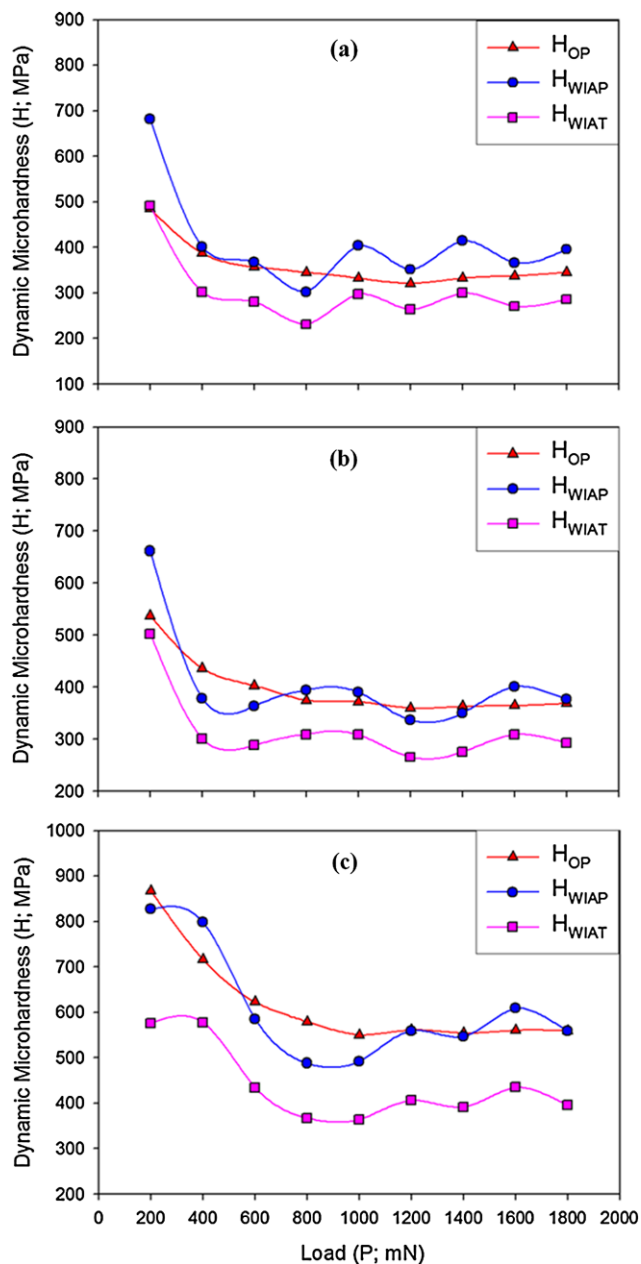 (a)
H_OP
H_WIAP
H_WIAT
Dynamic Microhardness (H; MPa)
900
800
700
600
500
400
300
200
100
(b)
H_OP
H_WIAP
H_WIAT
Dynamic Microhardness (H; MPa)
900
800
700
600
500
400
300
200
(c)
H_OP
H_WIAP
H_WIAT
Dynamic Microhardness (H; MPa)
1000
900
800
700
600
500
400
300
200
0 200 400 600 800 1000 1200 1400 1600 1800 2000
Load (P; mN)